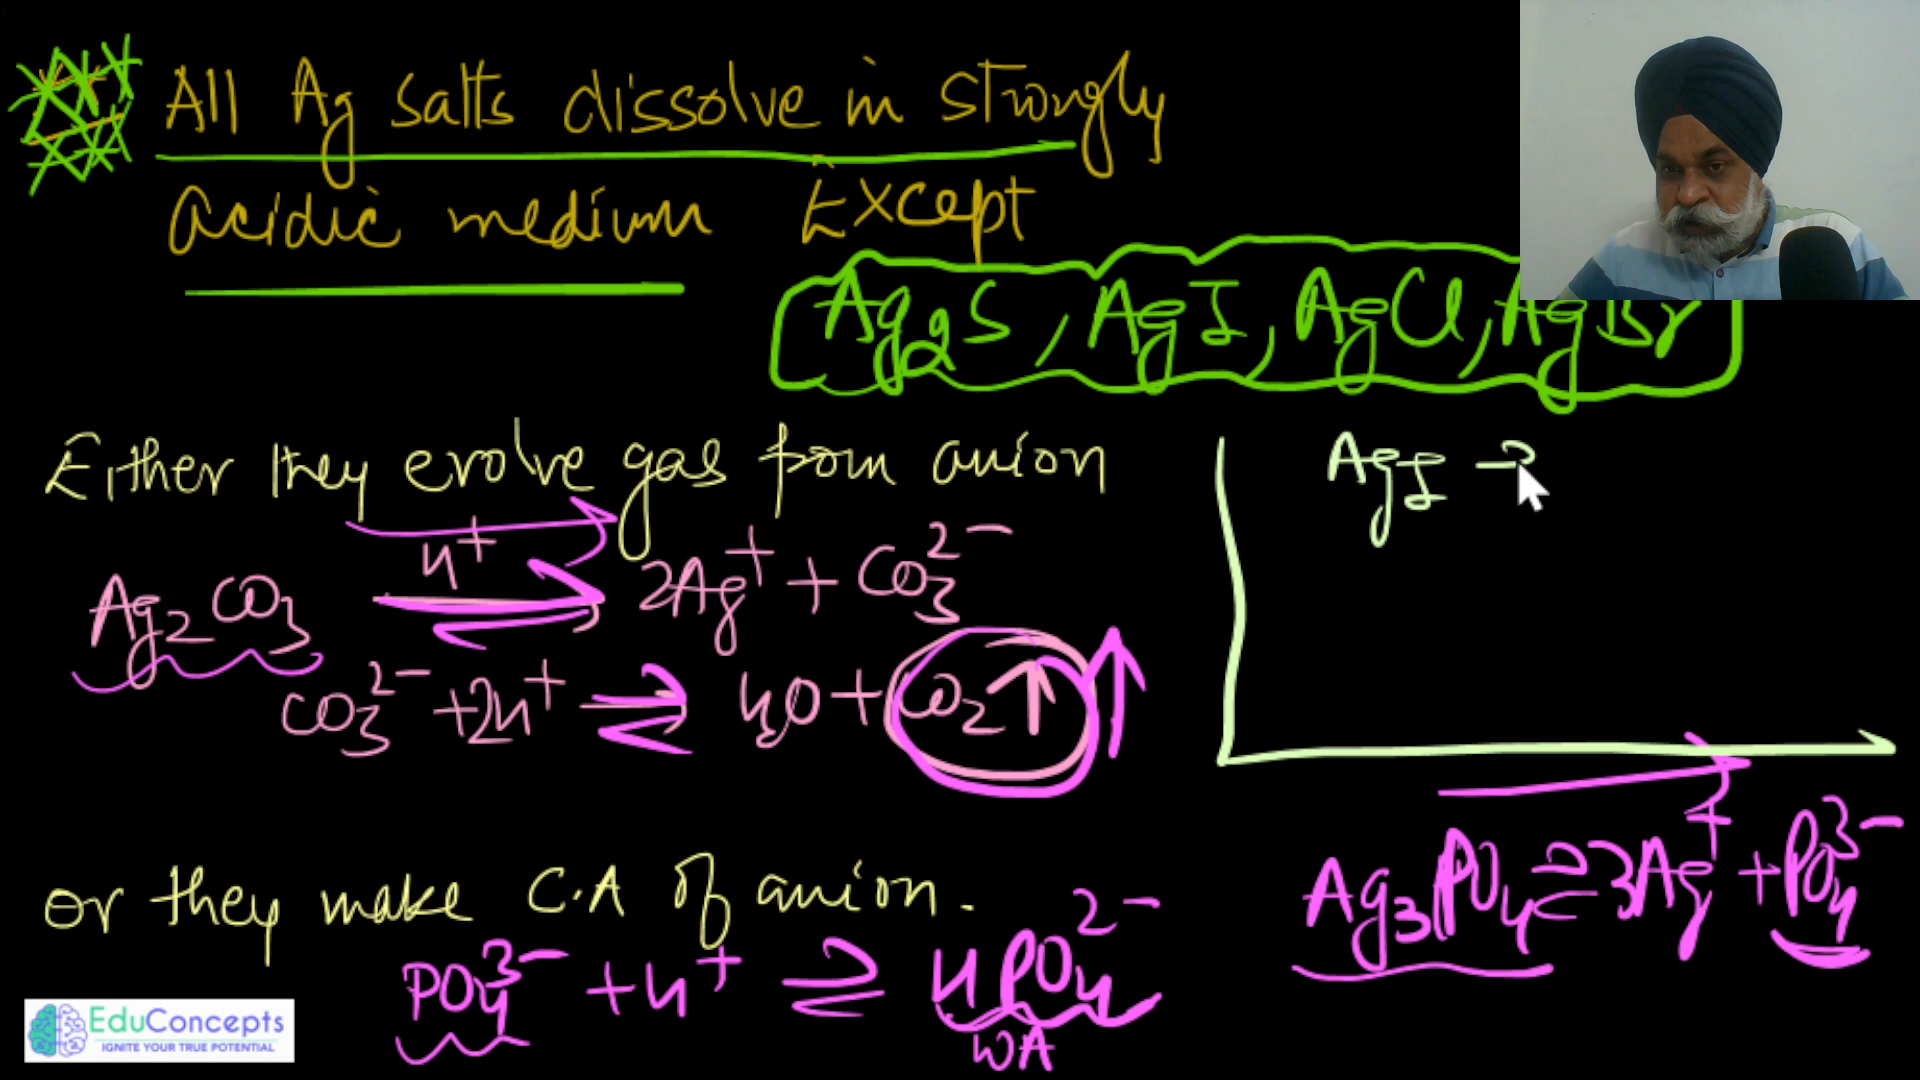 All Ag salts dissolve in strongly
acidic medium Except
Ag2S, AgI, AgCl, AgBr
Either they evolve gas from anion
Ag2CO3 H+ ⇌ 2Ag+ + CO3 2-
CO3 2- + 2H+ ⇌ H2O + CO2 ↑ ↑
or they make C.A of anion.
PO4 3- + H+ ⇌ HPO4 2-
WA
AgI →
Ag3PO4 ⇌ 3Ag+ + PO4 3-
EduConcepts
IGNITE YOUR TRUE POTENTIAL